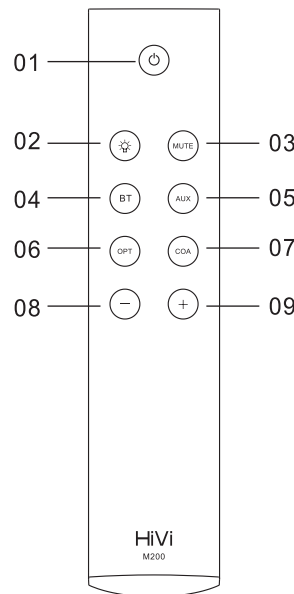 01
02 MUTE 03
04 BT AUX 05
06 OPT COA 07
08 − + 09
HiVi
M200